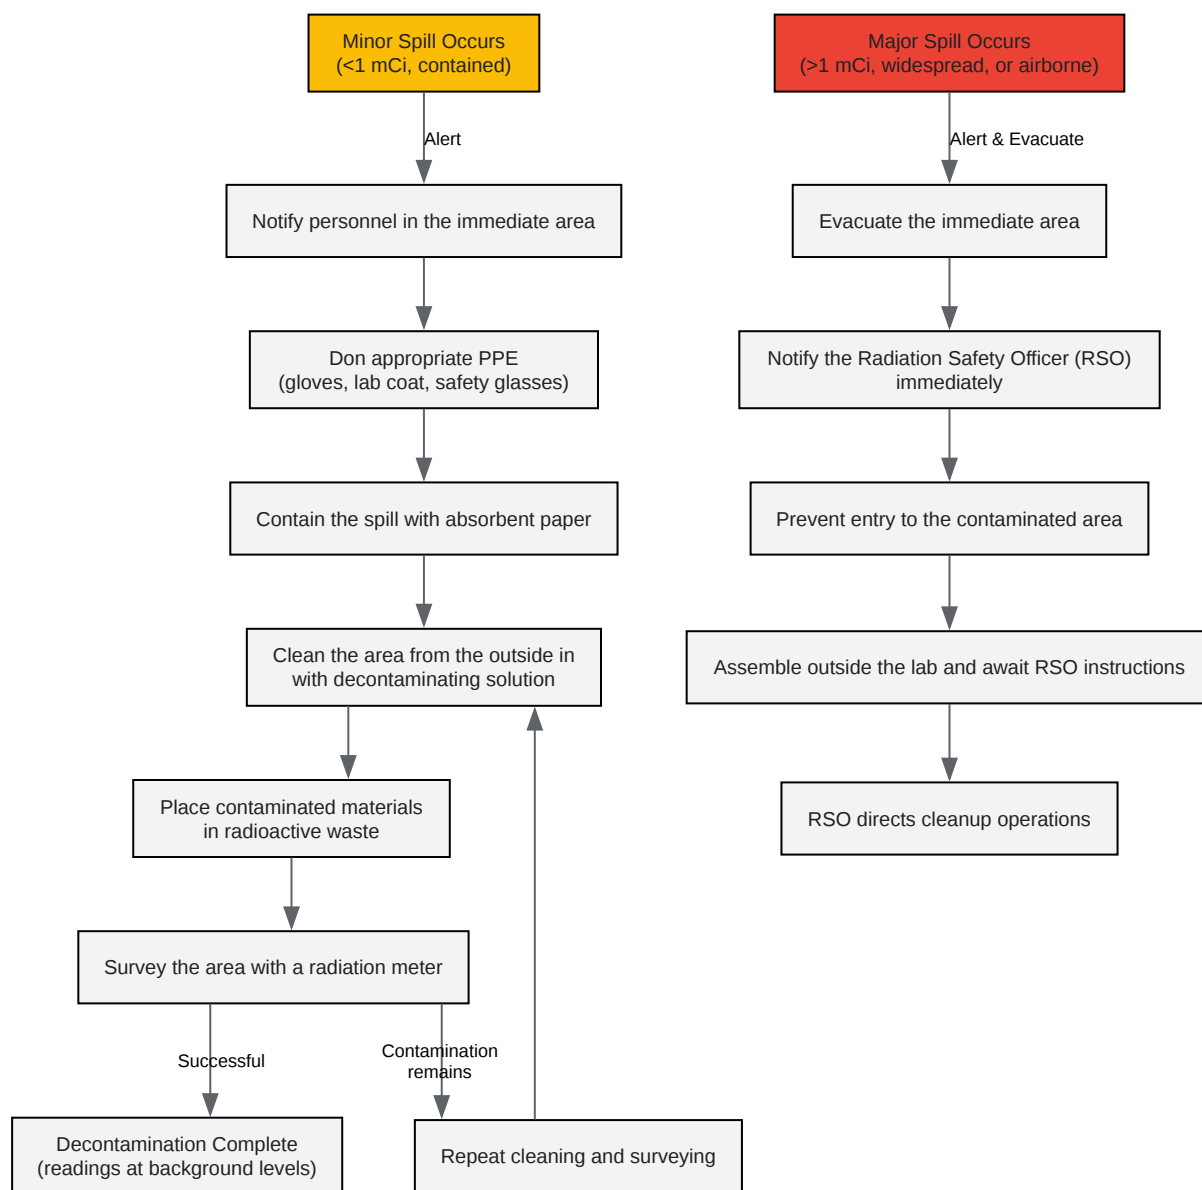 Minor Spill Occurs
(<1 mCi, contained)
Alert
Notify personnel in the immediate area
Don appropriate PPE
(gloves, lab coat, safety glasses)
Contain the spill with absorbent paper
Clean the area from the outside in
with decontaminating solution
Place contaminated materials
in radioactive waste
Survey the area with a radiation meter
Successful
Contamination
remains
Decontamination Complete
(readings at background levels)
Repeat cleaning and surveying
Major Spill Occurs
(>1 mCi, widespread, or airborne)
Alert & Evacuate
Evacuate the immediate area
Notify the Radiation Safety Officer (RSO)
immediately
Prevent entry to the contaminated area
Assemble outside the lab and await RSO instructions
RSO directs cleanup operations